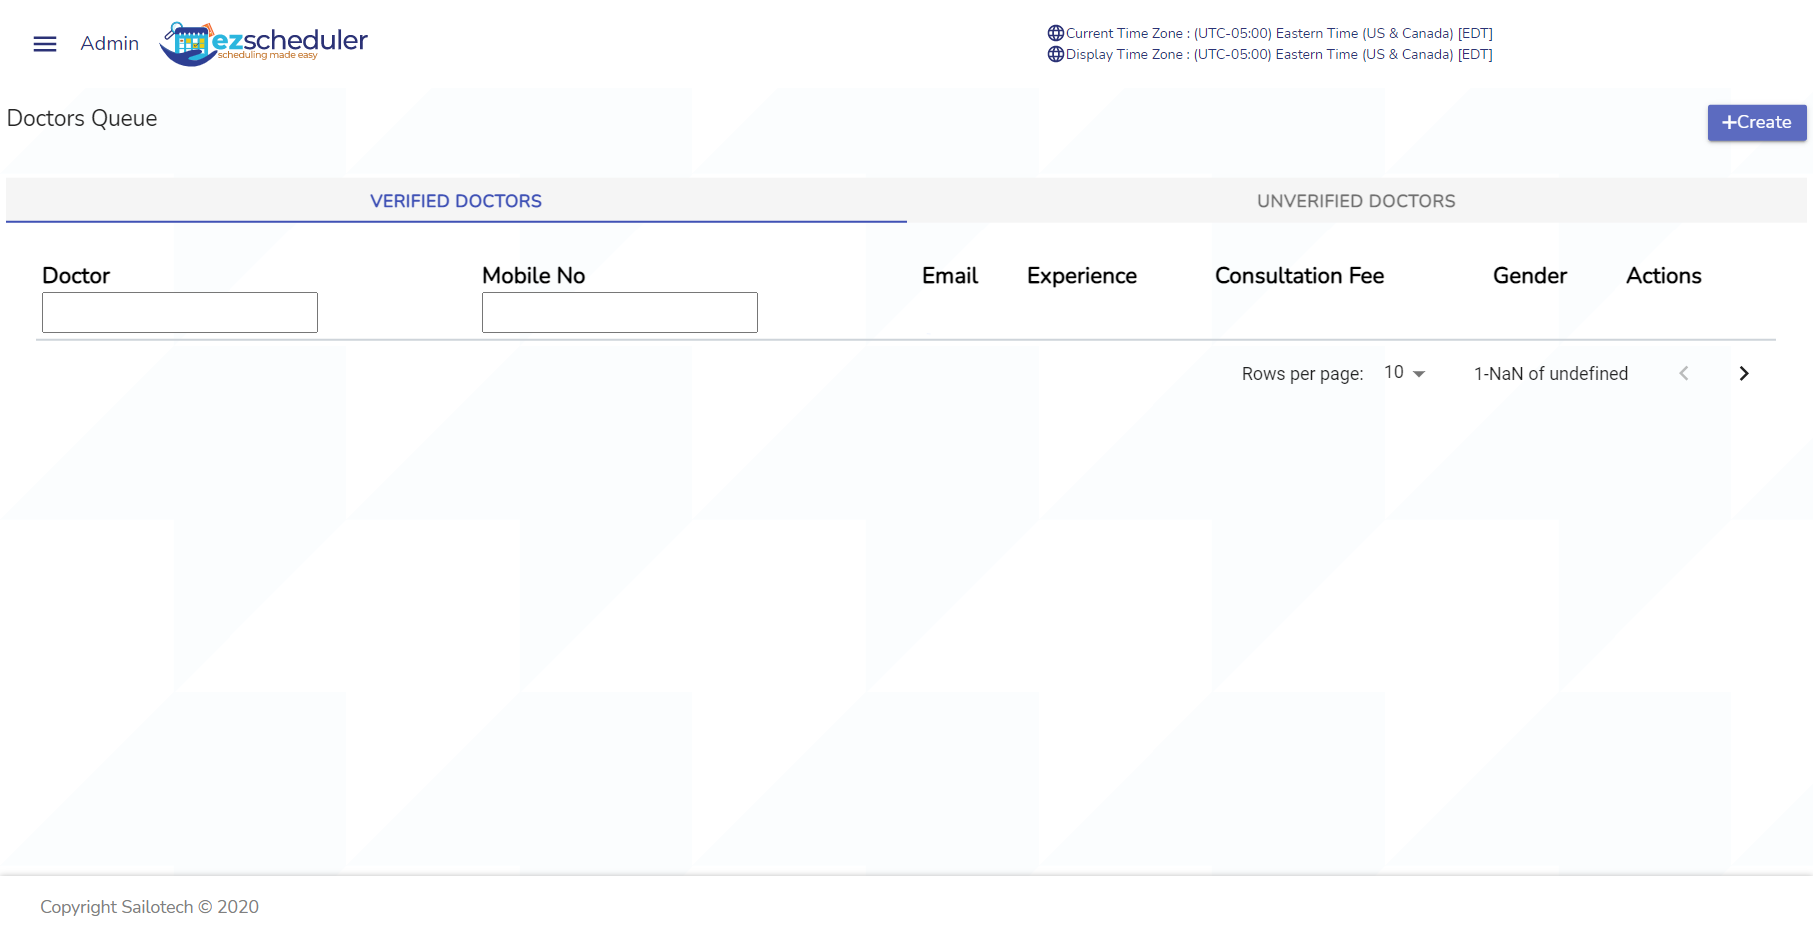 Admin
ezscheduler
scheduling made easy
Current Time Zone : (UTC-05:00) Eastern Time (US & Canada) [EDT]
Display Time Zone : (UTC-05:00) Eastern Time (US & Canada) [EDT]
Doctors Queue
+Create
VERIFIED DOCTORS
UNVERIFIED DOCTORS
Doctor Mobile No Email Experience Consultation Fee Gender Actions
Rows per page: 10 1-NaN of undefined
Copyright Sailotech © 2020